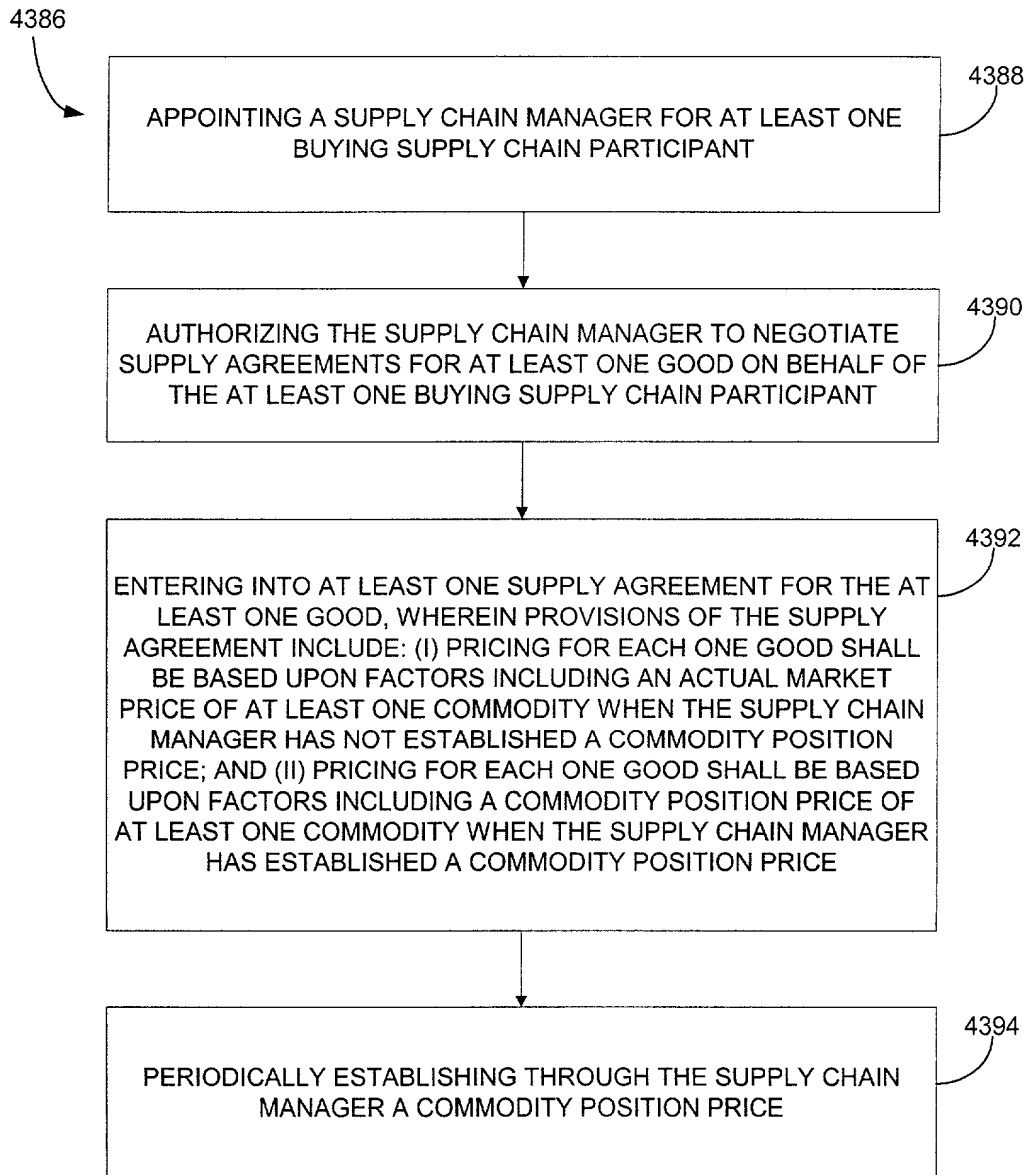 4386
4388
APPOINTING A SUPPLY CHAIN MANAGER FOR AT LEAST ONE
BUYING SUPPLY CHAIN PARTICIPANT
4390
AUTHORIZING THE SUPPLY CHAIN MANAGER TO NEGOTIATE
SUPPLY AGREEMENTS FOR AT LEAST ONE GOOD ON BEHALF OF
THE AT LEAST ONE BUYING SUPPLY CHAIN PARTICIPANT
4392
ENTERING INTO AT LEAST ONE SUPPLY AGREEMENT FOR THE AT
LEAST ONE GOOD, WHEREIN PROVISIONS OF THE SUPPLY
AGREEMENT INCLUDE: (I) PRICING FOR EACH ONE GOOD SHALL
BE BASED UPON FACTORS INCLUDING AN ACTUAL MARKET
PRICE OF AT LEAST ONE COMMODITY WHEN THE SUPPLY CHAIN
MANAGER HAS NOT ESTABLISHED A COMMODITY POSITION
PRICE; AND (II) PRICING FOR EACH ONE GOOD SHALL BE BASED
UPON FACTORS INCLUDING A COMMODITY POSITION PRICE OF
AT LEAST ONE COMMODITY WHEN THE SUPPLY CHAIN MANAGER
HAS ESTABLISHED A COMMODITY POSITION PRICE
4394
PERIODICALLY ESTABLISHING THROUGH THE SUPPLY CHAIN
MANAGER A COMMODITY POSITION PRICE